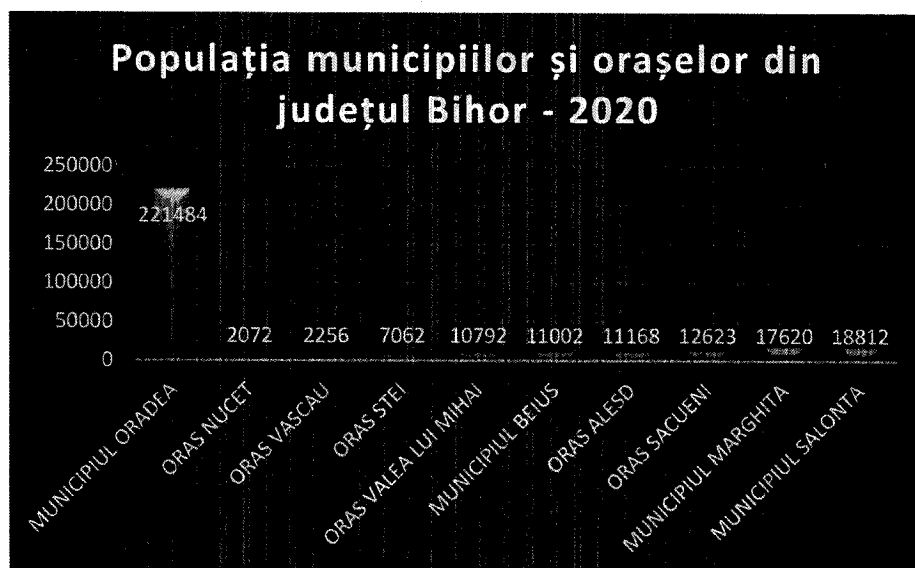 Populația municipiilor și orașelor din
județul Bihor - 2020
250000
200000
150000
100000
50000
0
221484
2072
2256
7062
10792
11002
11168
12623
17620
18812
MUNICIPIUL ORADEA
ORAS NUCET
ORAS VASCAU
ORAS STEI
ORAS VALEA LUI MIHAI
MUNICIPIUL BEIUS
ORAS ALESD
ORAS SACUENI
MUNICIPIUL MARGHITA
MUNICIPIUL SALONTA